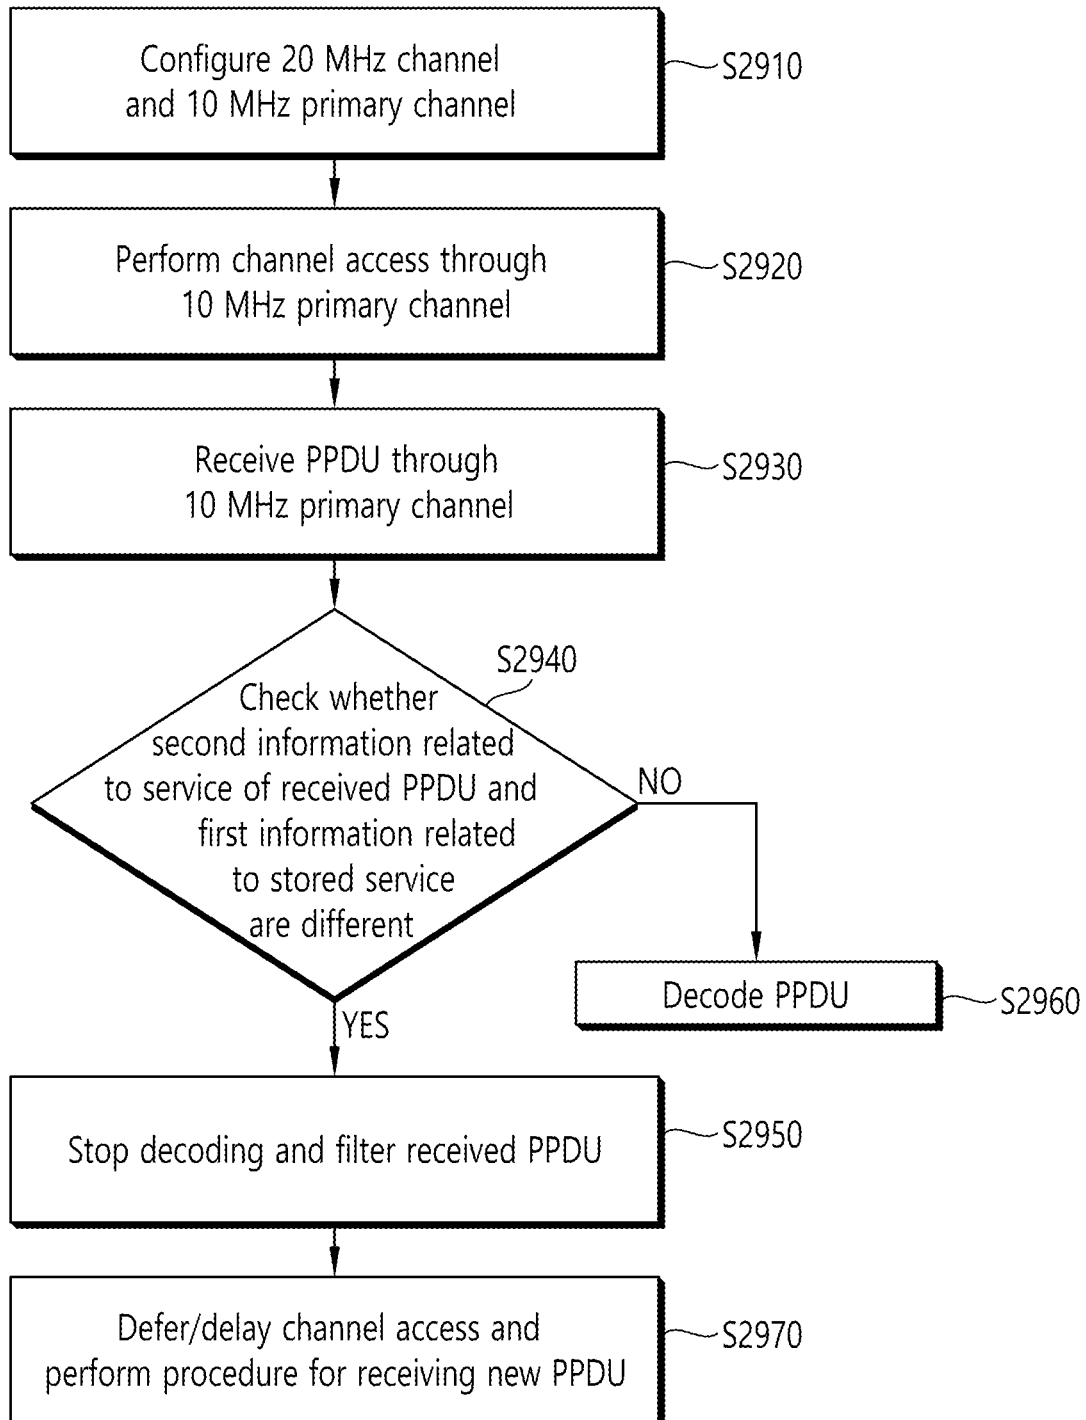 Configure 20 MHz channel
and 10 MHz primary channel
S2910
Perform channel access through
10 MHz primary channel
S2920
Receive PPDU through
10 MHz primary channel
S2930
S2940
Check whether
second information related
to service of received PPDU and
first information related
to stored service
are different
NO
Decode PPDU
S2960
YES
Stop decoding and filter received PPDU
S2950
Defer/delay channel access and
perform procedure for receiving new PPDU
S2970